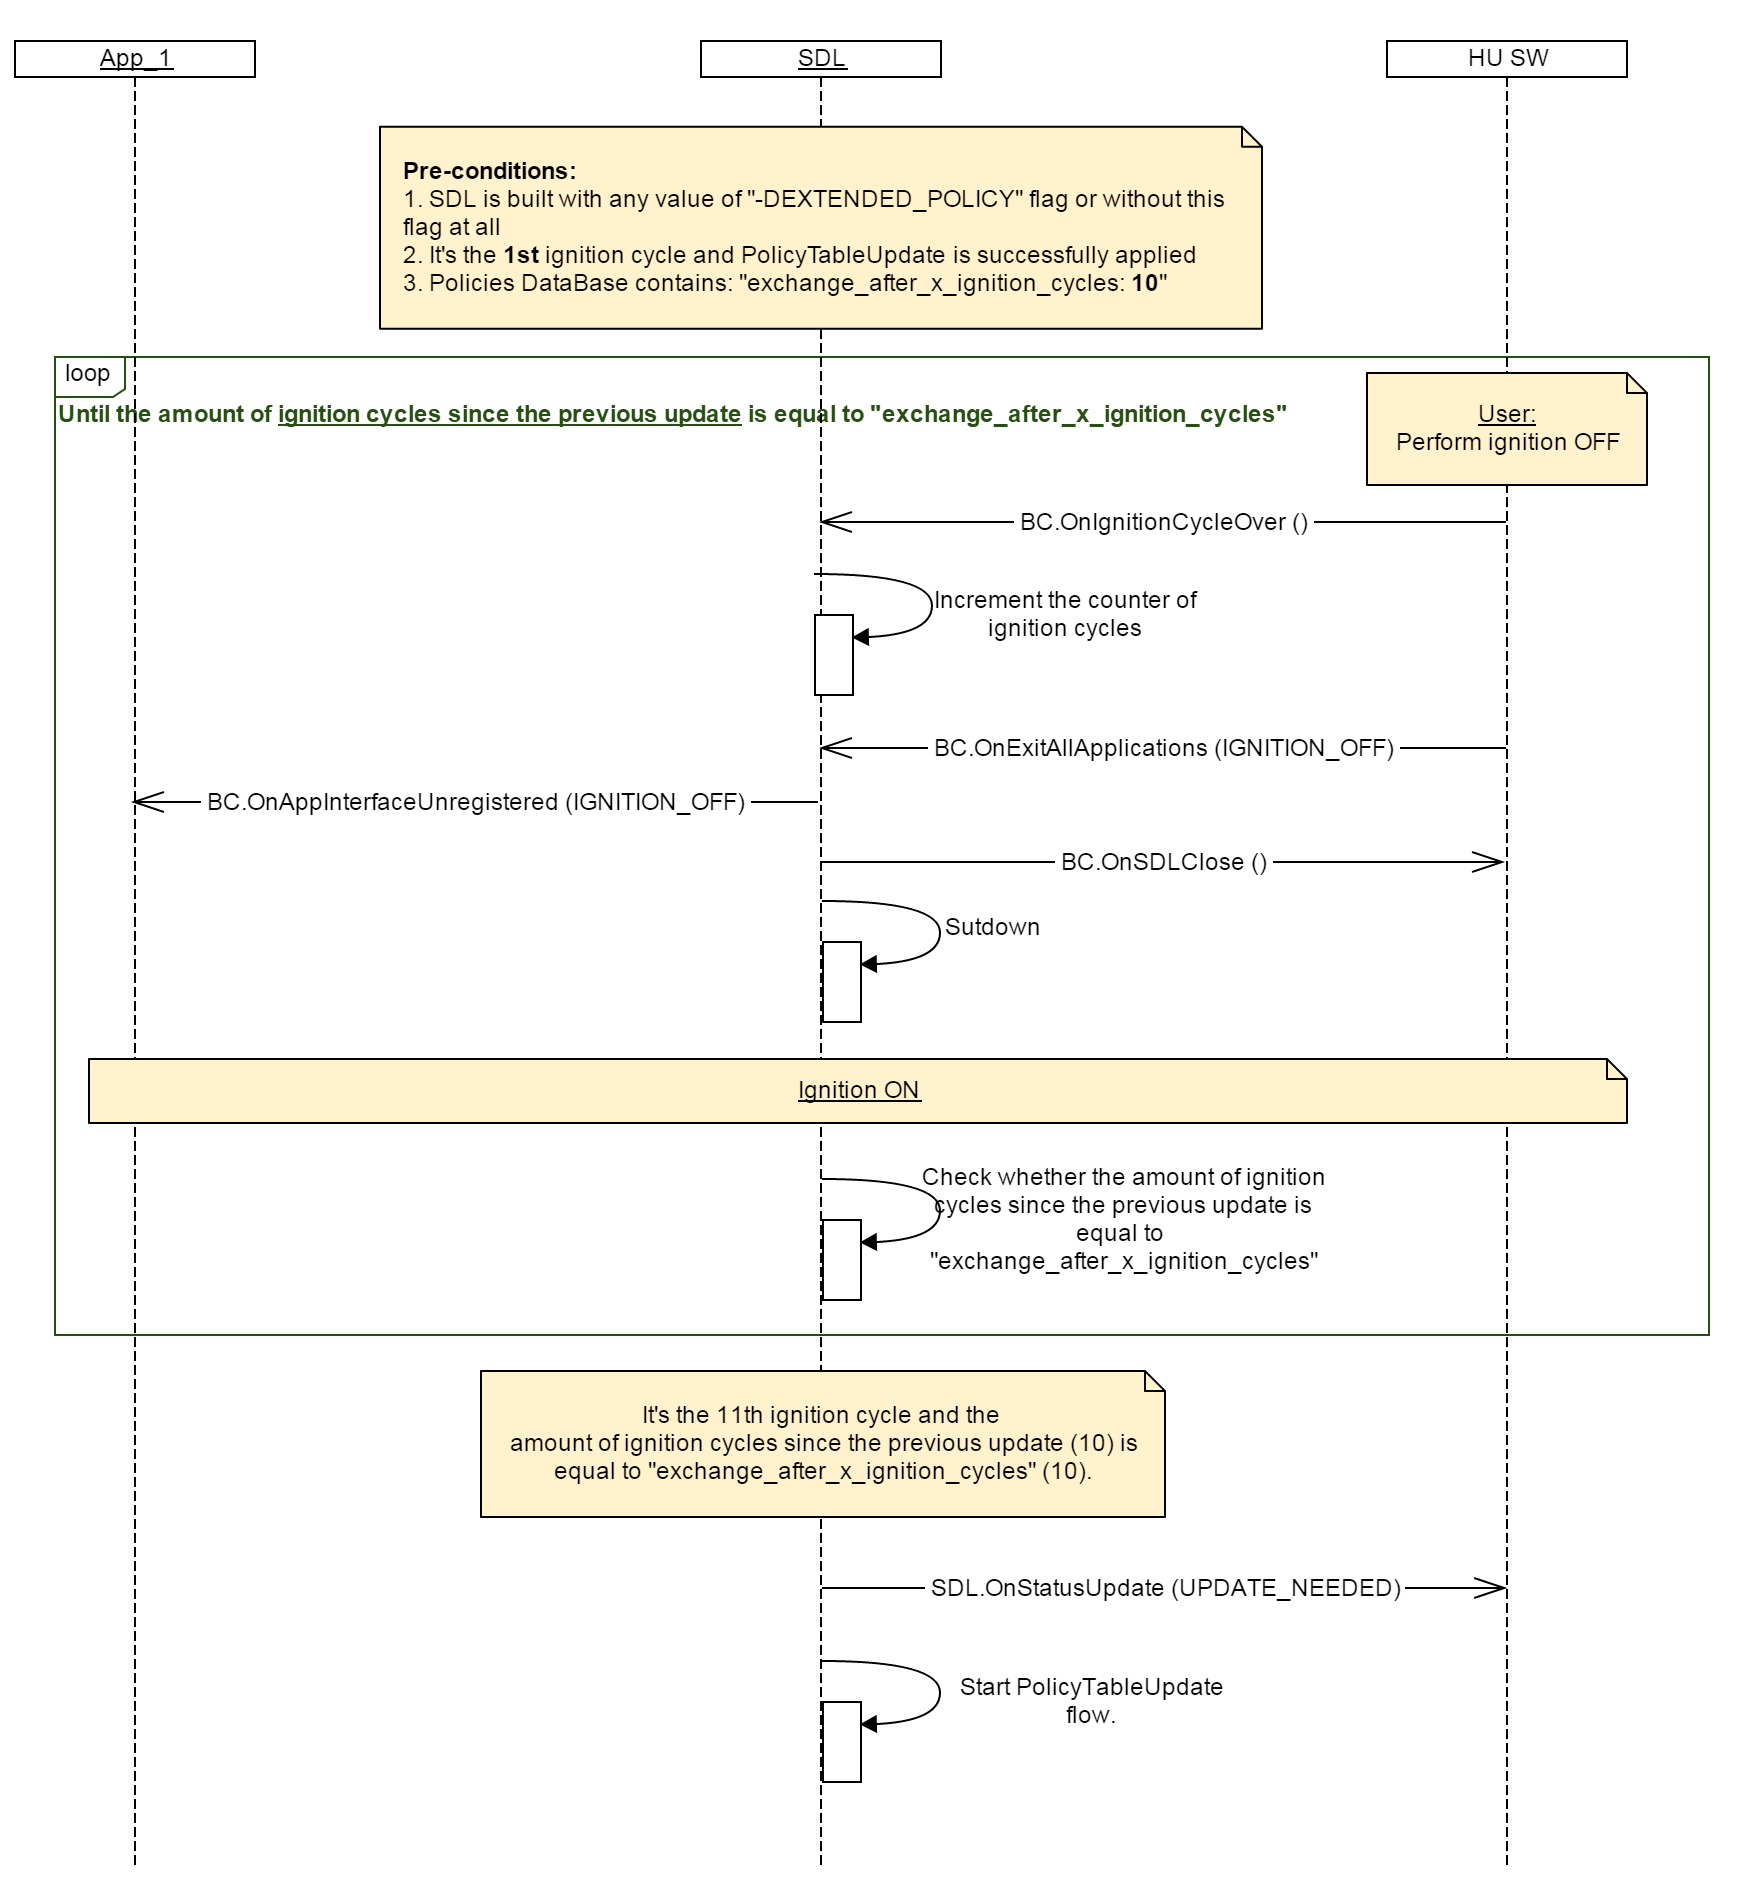 App_1
SDL
HU SW
Pre-conditions:
1. SDL is built with any value of "-DEXTENDED_POLICY" flag or without this
flag at all
2. It's the 1st ignition cycle and PolicyTableUpdate is successfully applied
3. Policies DataBase contains: "exchange_after_x_ignition_cycles: 10"
loop
Until the amount of ignition cycles since the previous update is equal to "exchange_after_x_ignition_cycles"
User:
Perform ignition OFF
BC.OnIgnitionCycleOver ()
Increment the counter of
ignition cycles
BC.OnExitAllApplications (IGNITION_OFF)
BC.OnAppInterfaceUnregistered (IGNITION_OFF)
BC.OnSDLClose ()
Sutdown
Ignition ON
Check whether the amount of ignition
cycles since the previous update is
equal to
"exchange_after_x_ignition_cycles"
It's the 11th ignition cycle and the
amount of ignition cycles since the previous update (10) is
equal to "exchange_after_x_ignition_cycles" (10).
SDL.OnStatusUpdate (UPDATE_NEEDED)
Start PolicyTableUpdate
flow.